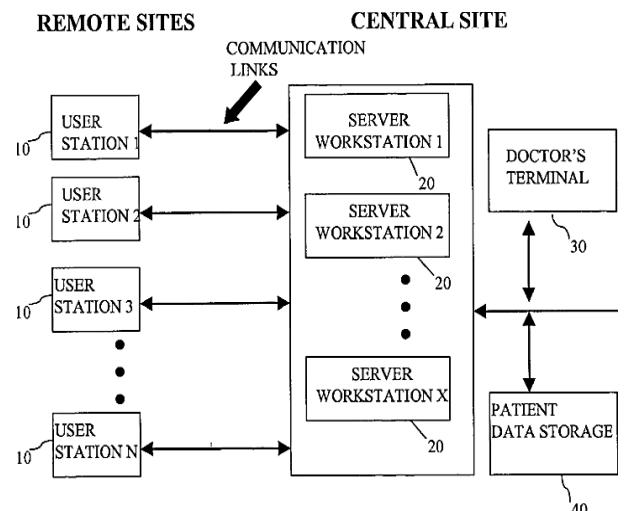 REMOTE SITES
CENTRAL SITE
COMMUNICATION
LINKS
USER
STATION 1
10
SERVER
WORKSTATION 1
20
DOCTOR'S
TERMINAL
30
USER
STATION 2
10
SERVER
WORKSTATION 2
20
USER
STATION 3
10
SERVER
WORKSTATION X
20
PATIENT
DATA STORAGE
40
USER
STATION N
10